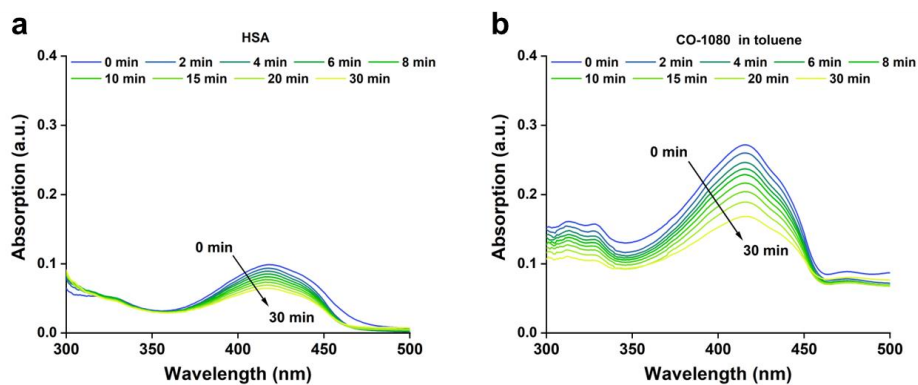 a
HSA
0 min 2 min 4 min 6 min 8 min
10 min 15 min 20 min 30 min
Absorption (a.u.)
0.4
0.3
0.2
0.1
0.0
0 min
30 min
300 350 400 450 500
Wavelength (nm)
b
CO-1080 in toluene
0 min 2 min 4 min 6 min 8 min
10 min 15 min 20 min 30 min
Absorption (a.u.)
0.4
0.3
0.2
0.1
0.0
0 min
30 min
300 350 400 450 500
Wavelength (nm)